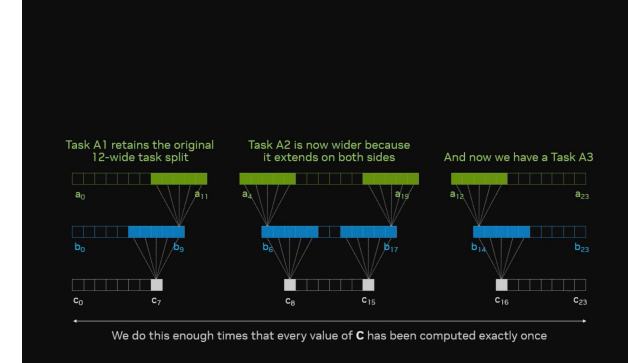 Task A1 retains the original
12-wide task split
Task A2 is now wider because
it extends on both sides
And now we have a Task A3
a0 a11 a4 a19 a12 a23
b0 b9 b6 b17 b14 b23
c0 c7 c8 c15 c16 c23
We do this enough times that every value of C has been computed exactly once